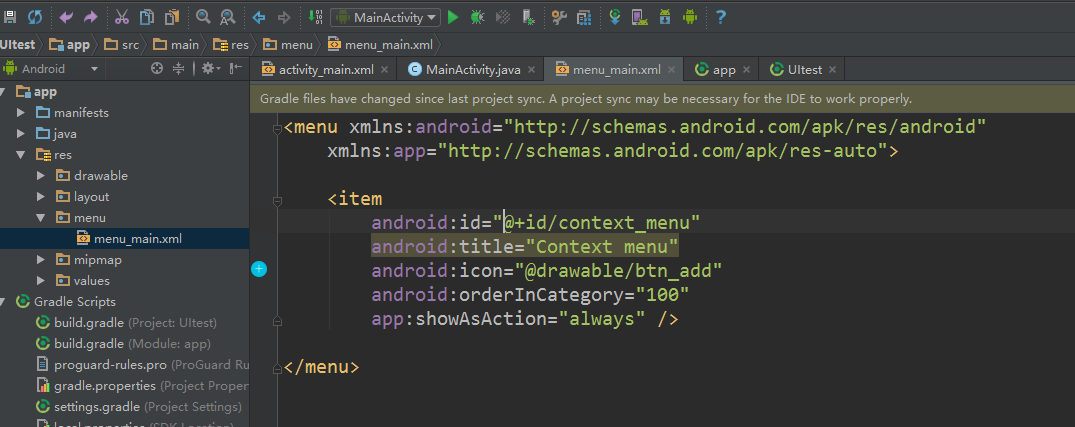 MainActivity
UItest app src main res menu menu_main.xml
Android activity_main.xml MainActivity.java menu_main.xml app UItest
Gradle files have changed since last project sync. A project sync may be necessary for the IDE to work properly.
app
manifests
java
res
drawable
layout
menu
menu_main.xml
mipmap
values
Gradle Scripts
build.gradle (Project: UItest)
build.gradle (Module: app)
proguard-rules.pro (ProGuard Ru
gradle.properties (Project Proper
settings.gradle (Project Settings)
local.properties (SDK Location)
<menu xmlns:android="http://schemas.android.com/apk/res/android"
xmlns:app="http://schemas.android.com/apk/res-auto">
<item
android:id="@+id/context_menu"
android:title="Context menu"
android:icon="@drawable/btn_add"
android:orderInCategory="100"
app:showAsAction="always" />
</menu>